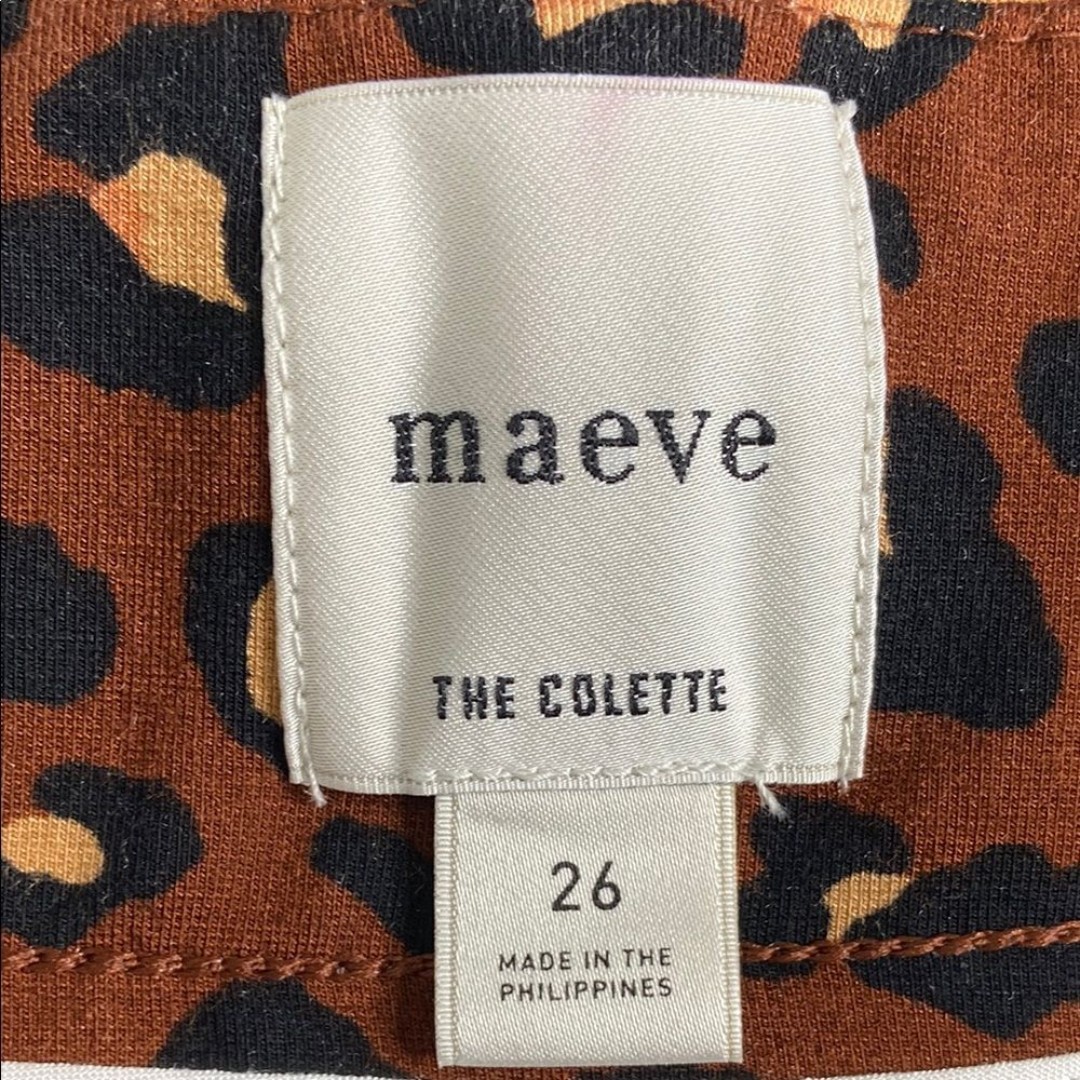 maeve
THE COLETTE
26
MADE IN THE
PHILIPPINES